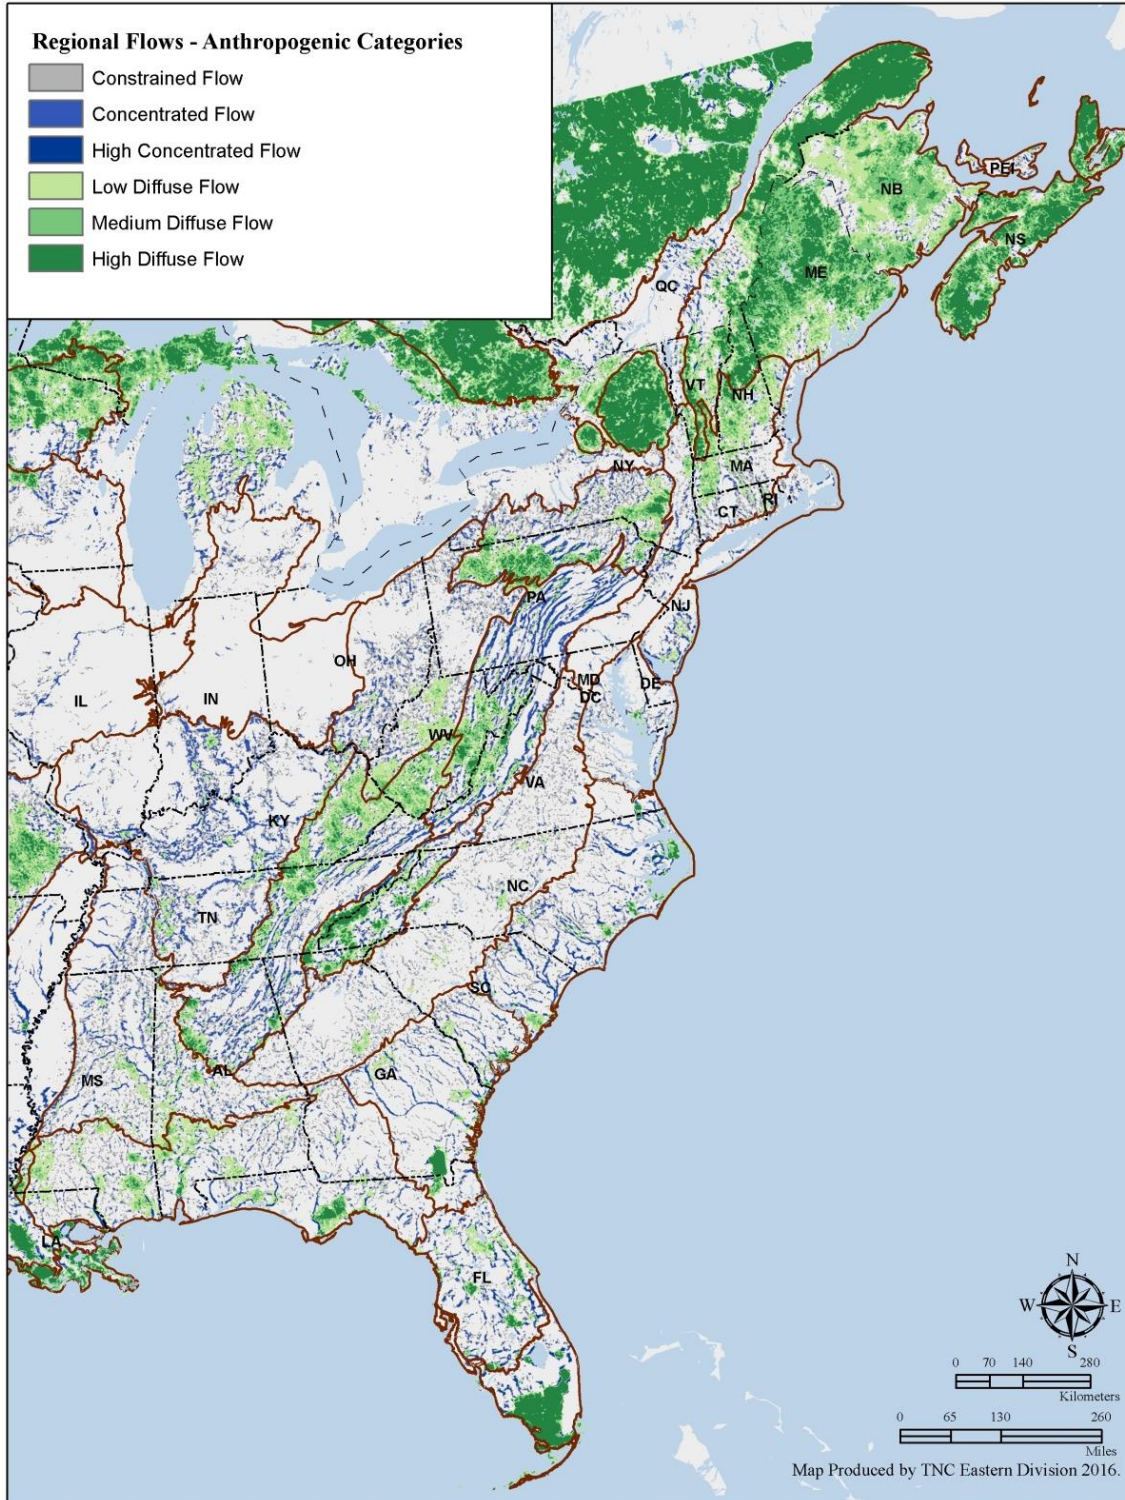 Regional Flows - Anthropogenic Categories
Constrained Flow
Concentrated Flow
High Concentrated Flow
Low Diffuse Flow
Medium Diffuse Flow
High Diffuse Flow
PEI
NB
NS
ME
QC
VT
NH
NY
MA
CT
RI
PA
NJ
OH
MD
DE
DC
IL
IN
WV
VA
KY
NC
TN
SC
MS
AL
GA
LA
FL
N
W
E
S
0 70 140 280
Kilometers
0 65 130 260
Miles
Map Produced by TNC Eastern Division 2016.